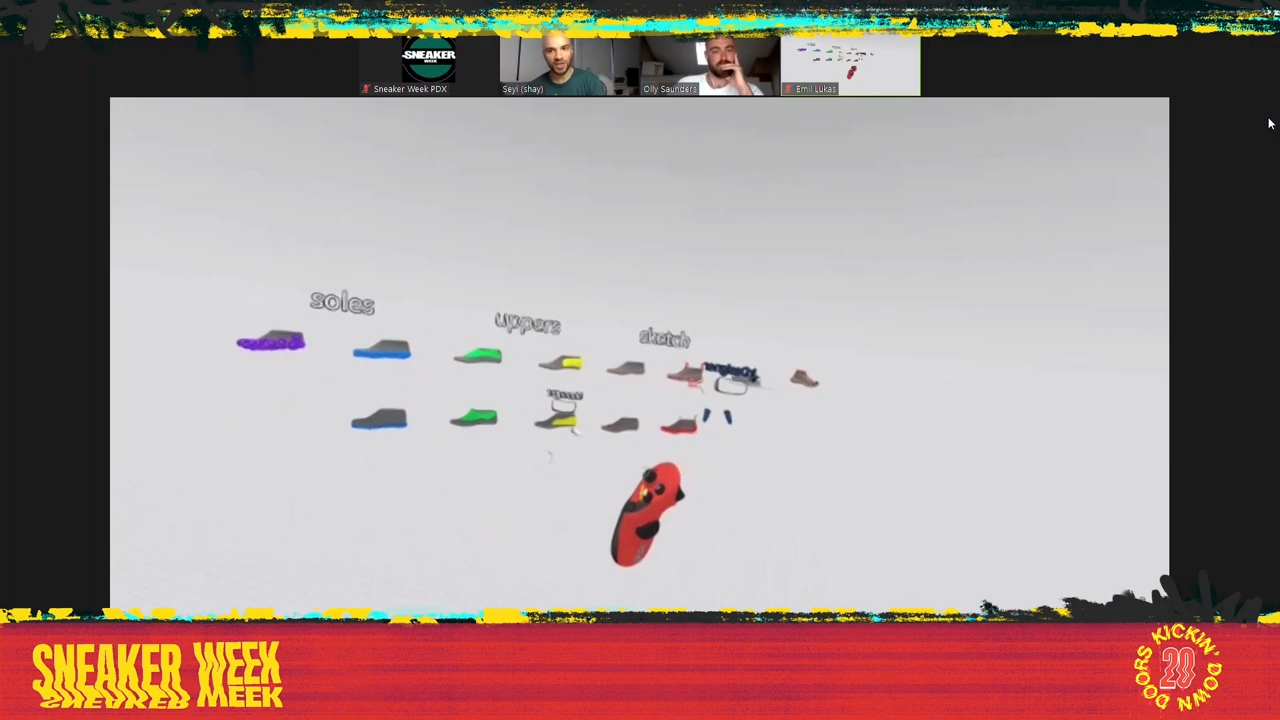 SNEAKER
WEEK
Sneaker Week PDX
Seyi (shay)
Olly Saunders
Emil Lukas
soles
uppers
sketch
SNEAKER WEEK
SNEAKER WEEK
KICKIN' DOWN DOORS
20